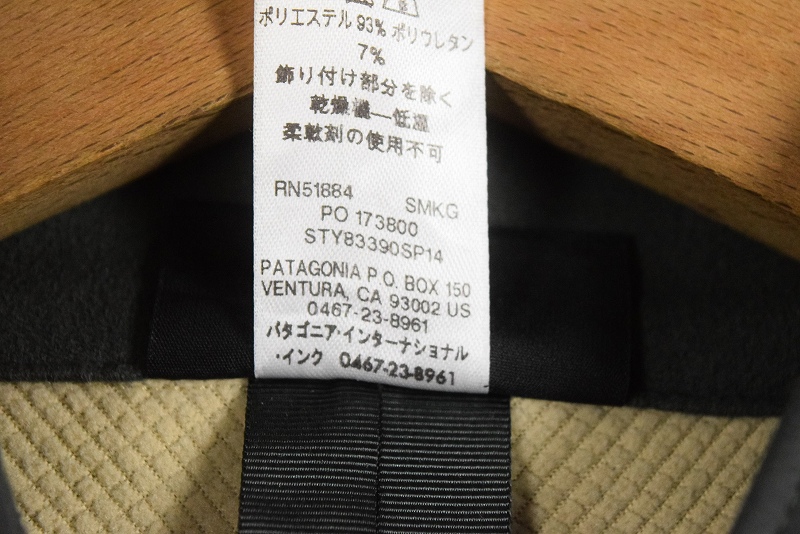 ポリエステル 93% ポリウレタン
7%
飾り付け部分を除く
乾燥機—低温
柔軟剤の使用不可
RN51884 SMKG
PO 173800
STY83390SP14
PATAGONIA P.O. BOX 150
VENTURA, CA 93002 US
0467-23-8961
パタゴニア・インターナショナル
・インク 0467-23-8961